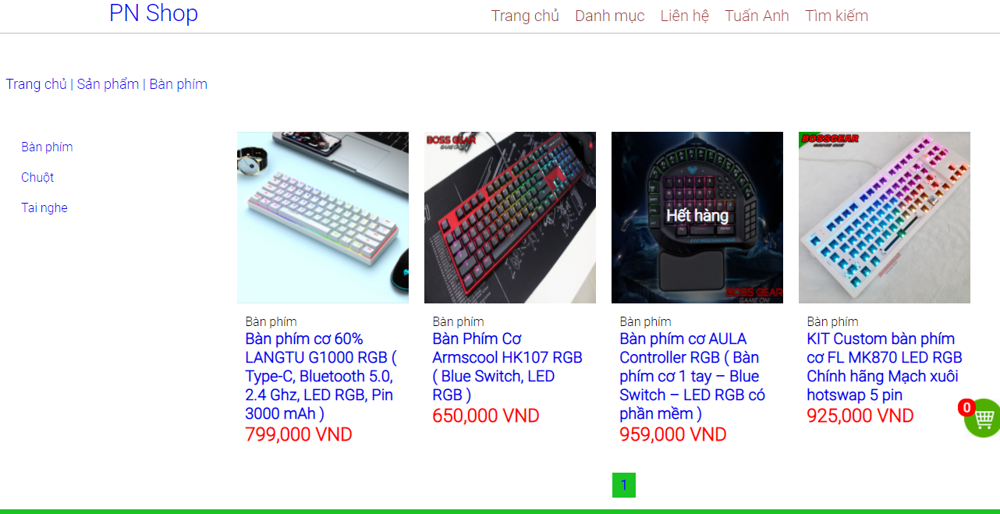 PN Shop
Trang chủ Danh mục Liên hệ Tuấn Anh Tìm kiếm
Trang chủ | Sản phẩm | Bàn phím
Bàn phím
Chuột
Tai nghe
BOSS GEAR
GAME ON!
Hết hàng
BOSS GEAR
GAME ON!
BOSSGEAR
GAME ON!
Bàn phím
Bàn phím cơ 60%
LANGTU G1000 RGB (
Type-C, Bluetooth 5.0,
2.4 Ghz, LED RGB, Pin
3000 mAh )
799,000 VND
Bàn phím
Bàn Phím Cơ
Armscool HK107 RGB
( Blue Switch, LED
RGB )
650,000 VND
Bàn phím
Bàn phím cơ AULA
Controller RGB ( Bàn
phím cơ 1 tay – Blue
Switch – LED RGB có
phần mềm )
959,000 VND
Bàn phím
KIT Custom bàn phím
cơ FL MK870 LED RGB
Chính hãng Mạch xuôi
hotswap 5 pin
925,000 VND
0
1